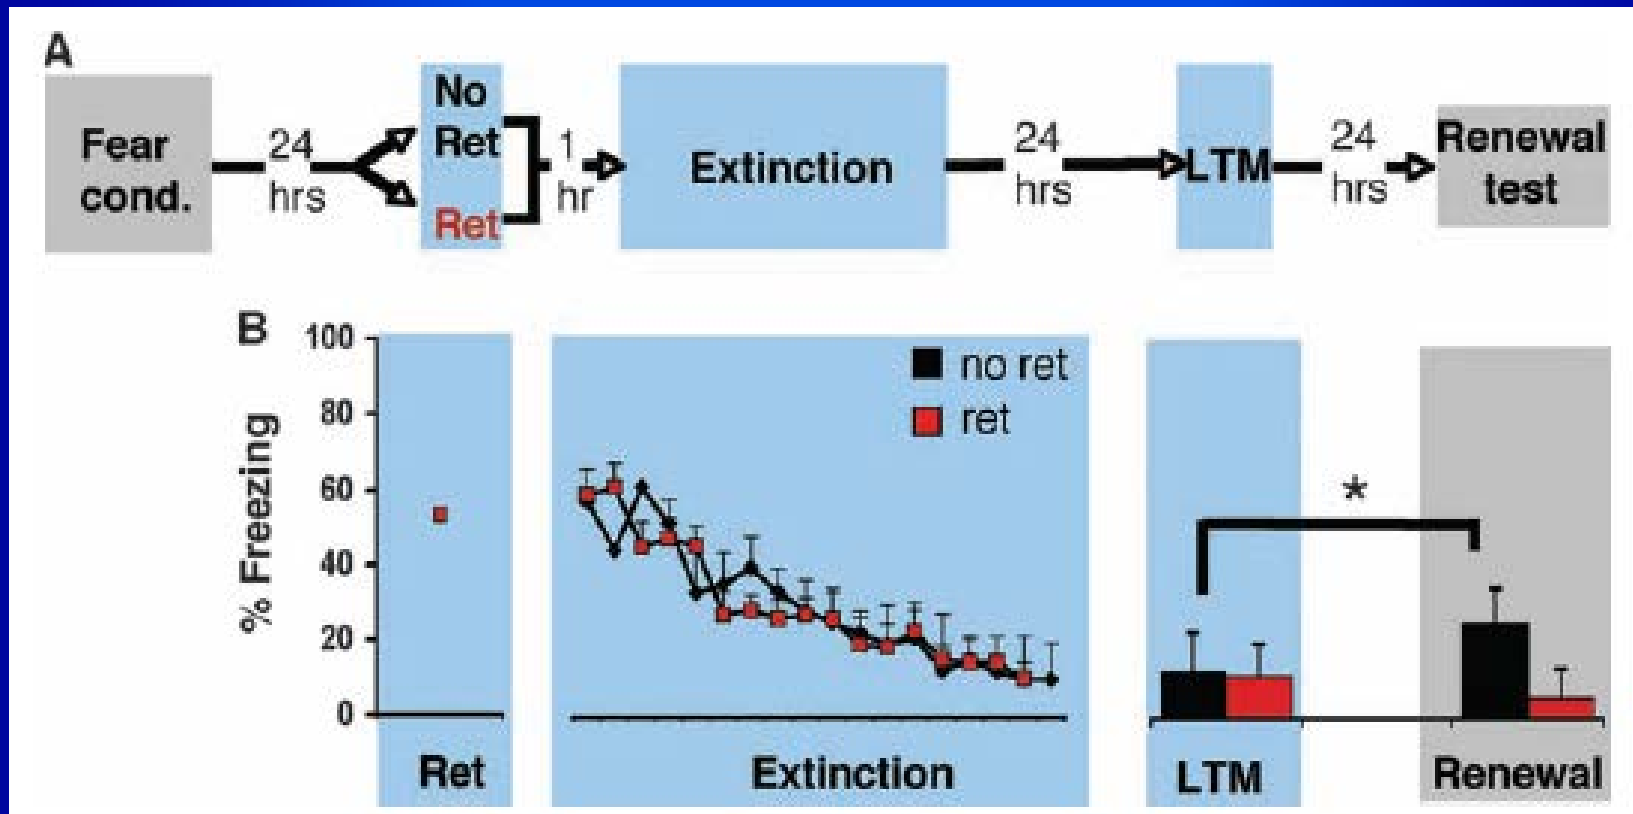 A
Fear
cond.
24
hrs
No
Ret
Ret
1
hr
Extinction
24
hrs
LTM
24
hrs
Renewal
test
B
% Freezing
100
80
60
40
20
0
no ret
ret
*
Ret
Extinction
LTM
Renewal